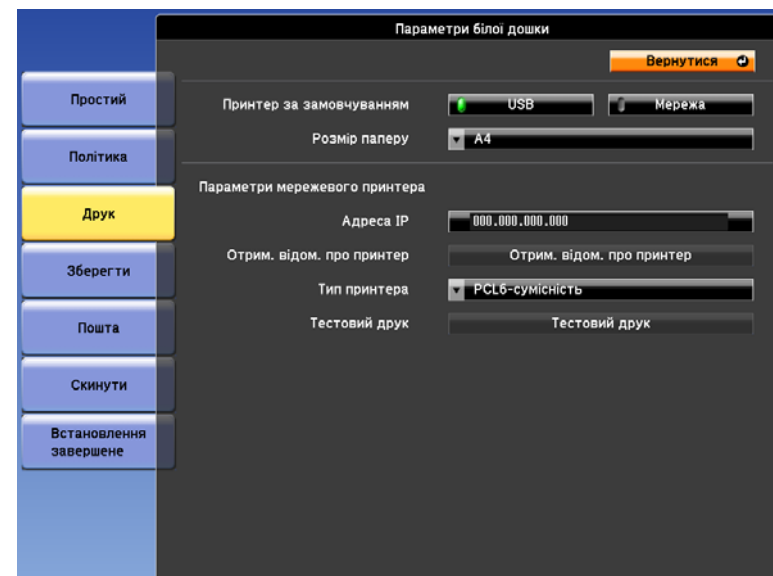 Параметри білої дошки
Вернутися
Простий
Політика
Друк
Зберегти
Пошта
Скинути
Встановлення
завершене
Принтер за замовчуванням USB Мережа
Розмір паперу A4
Параметри мережевого принтера
Адреса IP 000.000.000.000
Отрим. відом. про принтер Отрим. відом. про принтер
Тип принтера PCL6-сумісність
Тестовий друк Тестовий друк